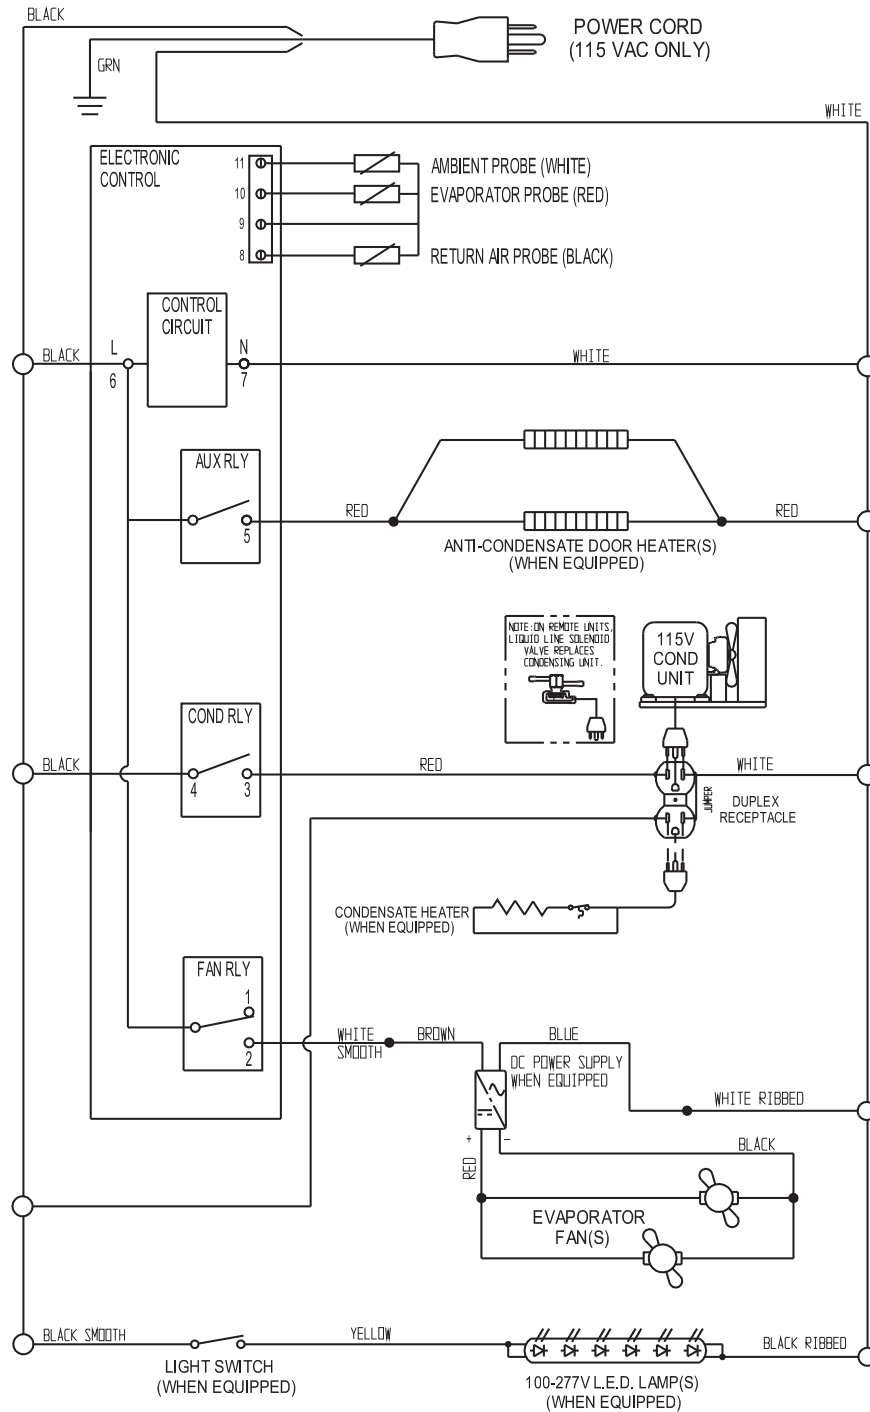 BLACK
POWER CORD
(115 VAC ONLY)
GRN
WHITE
ELECTRONIC
CONTROL
11
AMBIENT PROBE (WHITE)
10
EVAPORATOR PROBE (RED)
9
8
RETURN AIR PROBE (BLACK)
CONTROL
CIRCUIT
BLACK
L
6
N
7
WHITE
AUX RLY
5
RED
RED
ANTI-CONDENSATE DOOR HEATER(S)
(WHEN EQUIPPED)
NOTE:ON REMOTE UNITS,
LIQUID LINE SOLENOID
VALVE REPLACES
CONDENSING UNIT.
115V
COND
UNIT
COND RLY
BLACK
4
3
RED
WHITE
JUMPER
DUPLEX
RECEPTACLE
CONDENSATE HEATER
(WHEN EQUIPPED)
FAN RLY
1
2
WHITE
SMOOTH
BROWN
BLUE
DC POWER SUPPLY
WHEN EQUIPPED
WHITE RIBBED
+
–
RED
BLACK
EVAPORATOR
FAN(S)
BLACK SMOOTH
YELLOW
BLACK RIBBED
LIGHT SWITCH
(WHEN EQUIPPED)
100-277V L.E.D. LAMP(S)
(WHEN EQUIPPED)